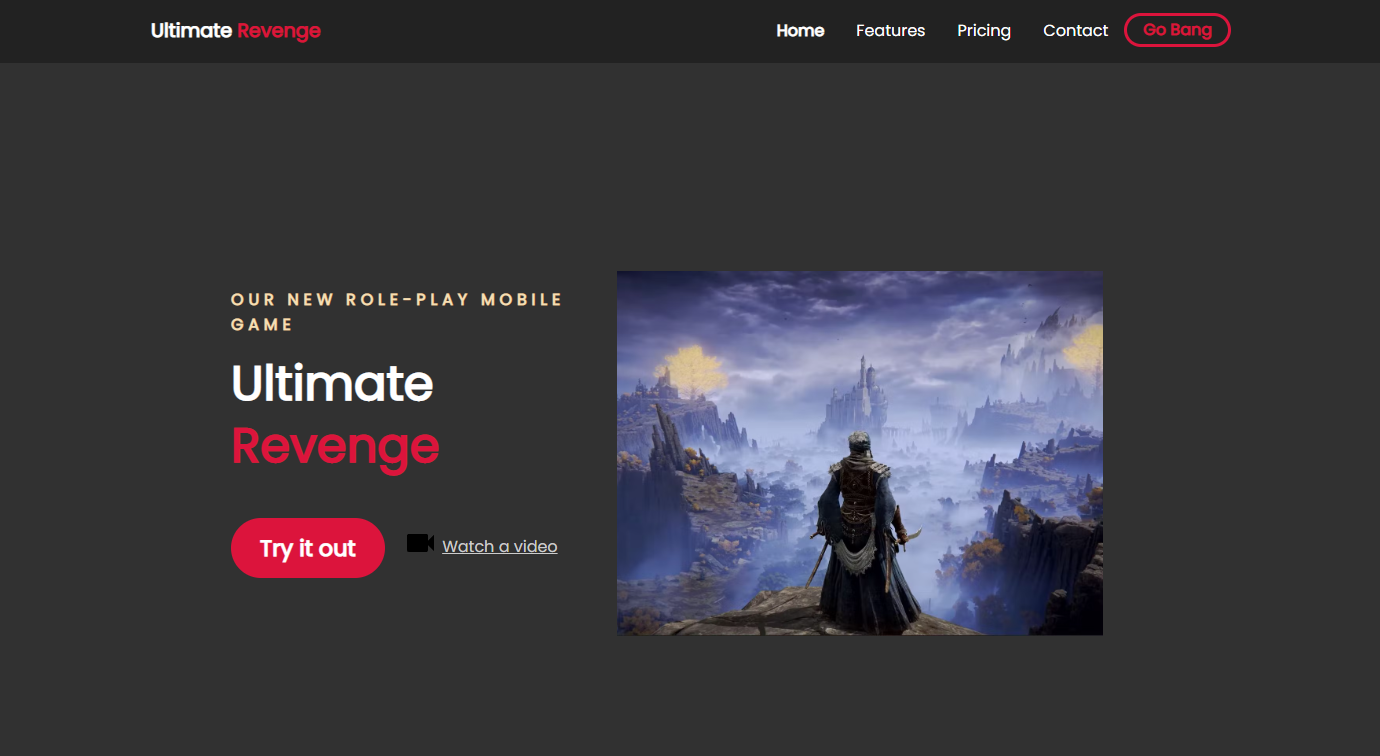 Ultimate Revenge
Home Features Pricing Contact Go Bang
OUR NEW ROLE-PLAY MOBILE
GAME
Ultimate
Revenge
Try it out
Watch a video